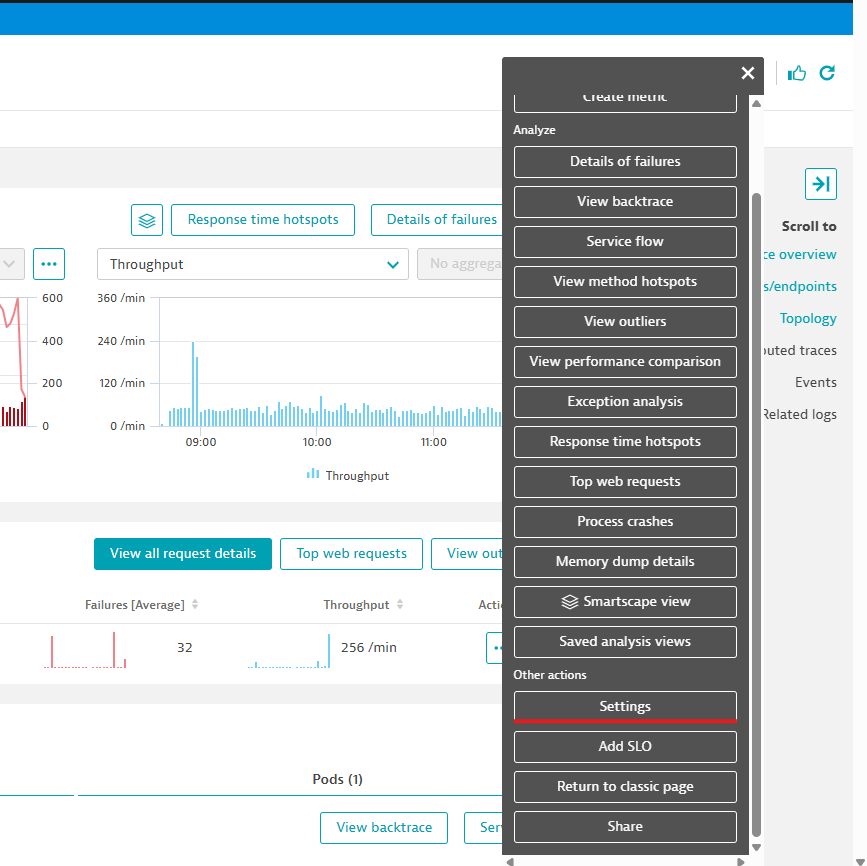 Create metric
Analyze
Details of failures
View backtrace
Service flow
View method hotspots
View outliers
View performance comparison
Exception analysis
Response time hotspots
Top web requests
Process crashes
Memory dump details
Smartscape view
Saved analysis views
Other actions
Settings
Add SLO
Return to classic page
Share
Response time hotspots
Details of failures
Throughput
No aggrega
600
400
200
0
360 /min
240 /min
120 /min
0 /min
09:00
10:00
11:00
Throughput
View all request details
Top web requests
View out
Failures [Average]
Throughput
Actio
32
256 /min
Pods (1)
View backtrace
Ser
Scroll to
ce overview
s/endpoints
Topology
outed traces
Events
Related logs